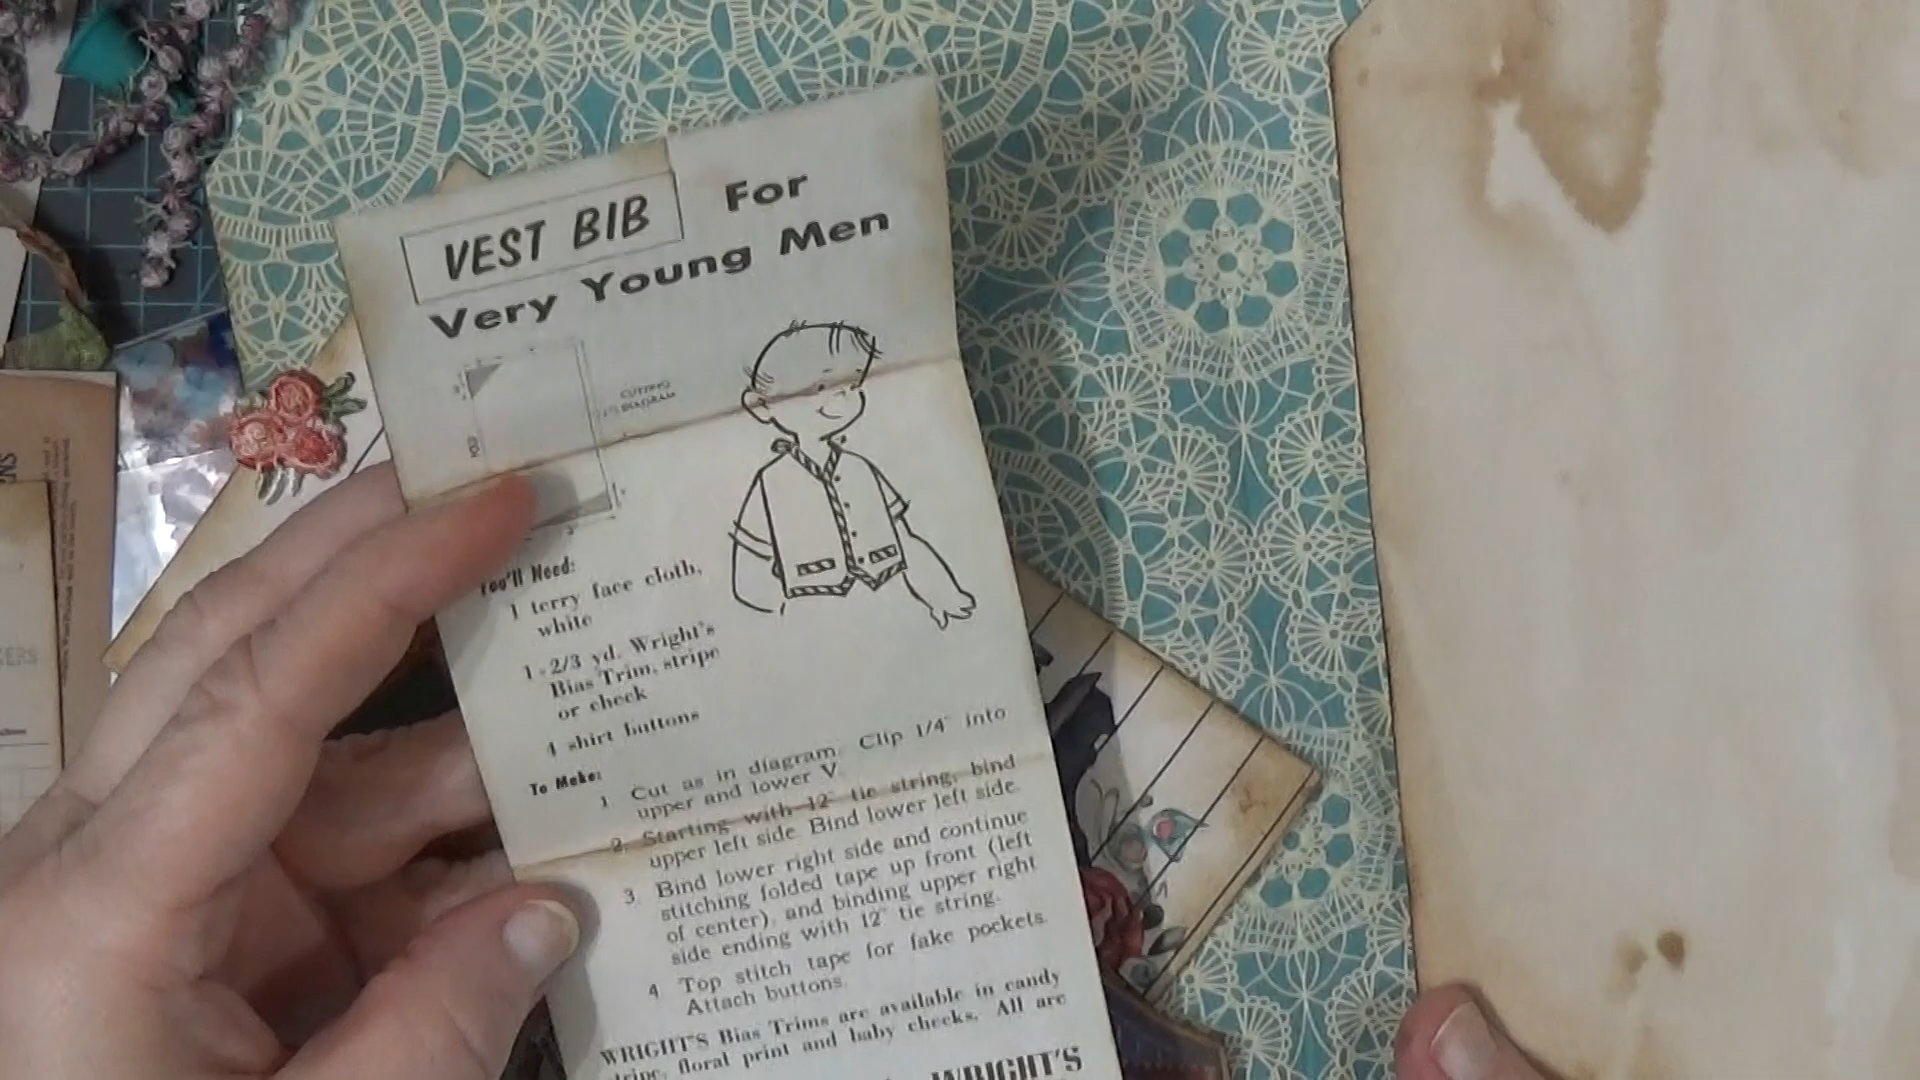 VEST BIB For
Very Young Men
CUTTING
DIAGRAM
FOLD
You'll Need:
1 terry face cloth,
white
1-2/3 yd. Wright's
Bias Trim, stripe
or check
4 shirt buttons
To Make:
1. Cut as in diagram. Clip 1/4" into
upper and lower V.
2. Starting with 12" tie string, bind
upper left side. Bind lower left side.
3. Bind lower right side and continue
stitching folded tape up front (left
of center), and binding upper right
side ending with 12" tie string.
4. Top stitch tape for fake pockets.
Attach buttons.
WRIGHT'S Bias Trims are available in candy
stripe, floral print and baby checks. All are
WRIGHT'S